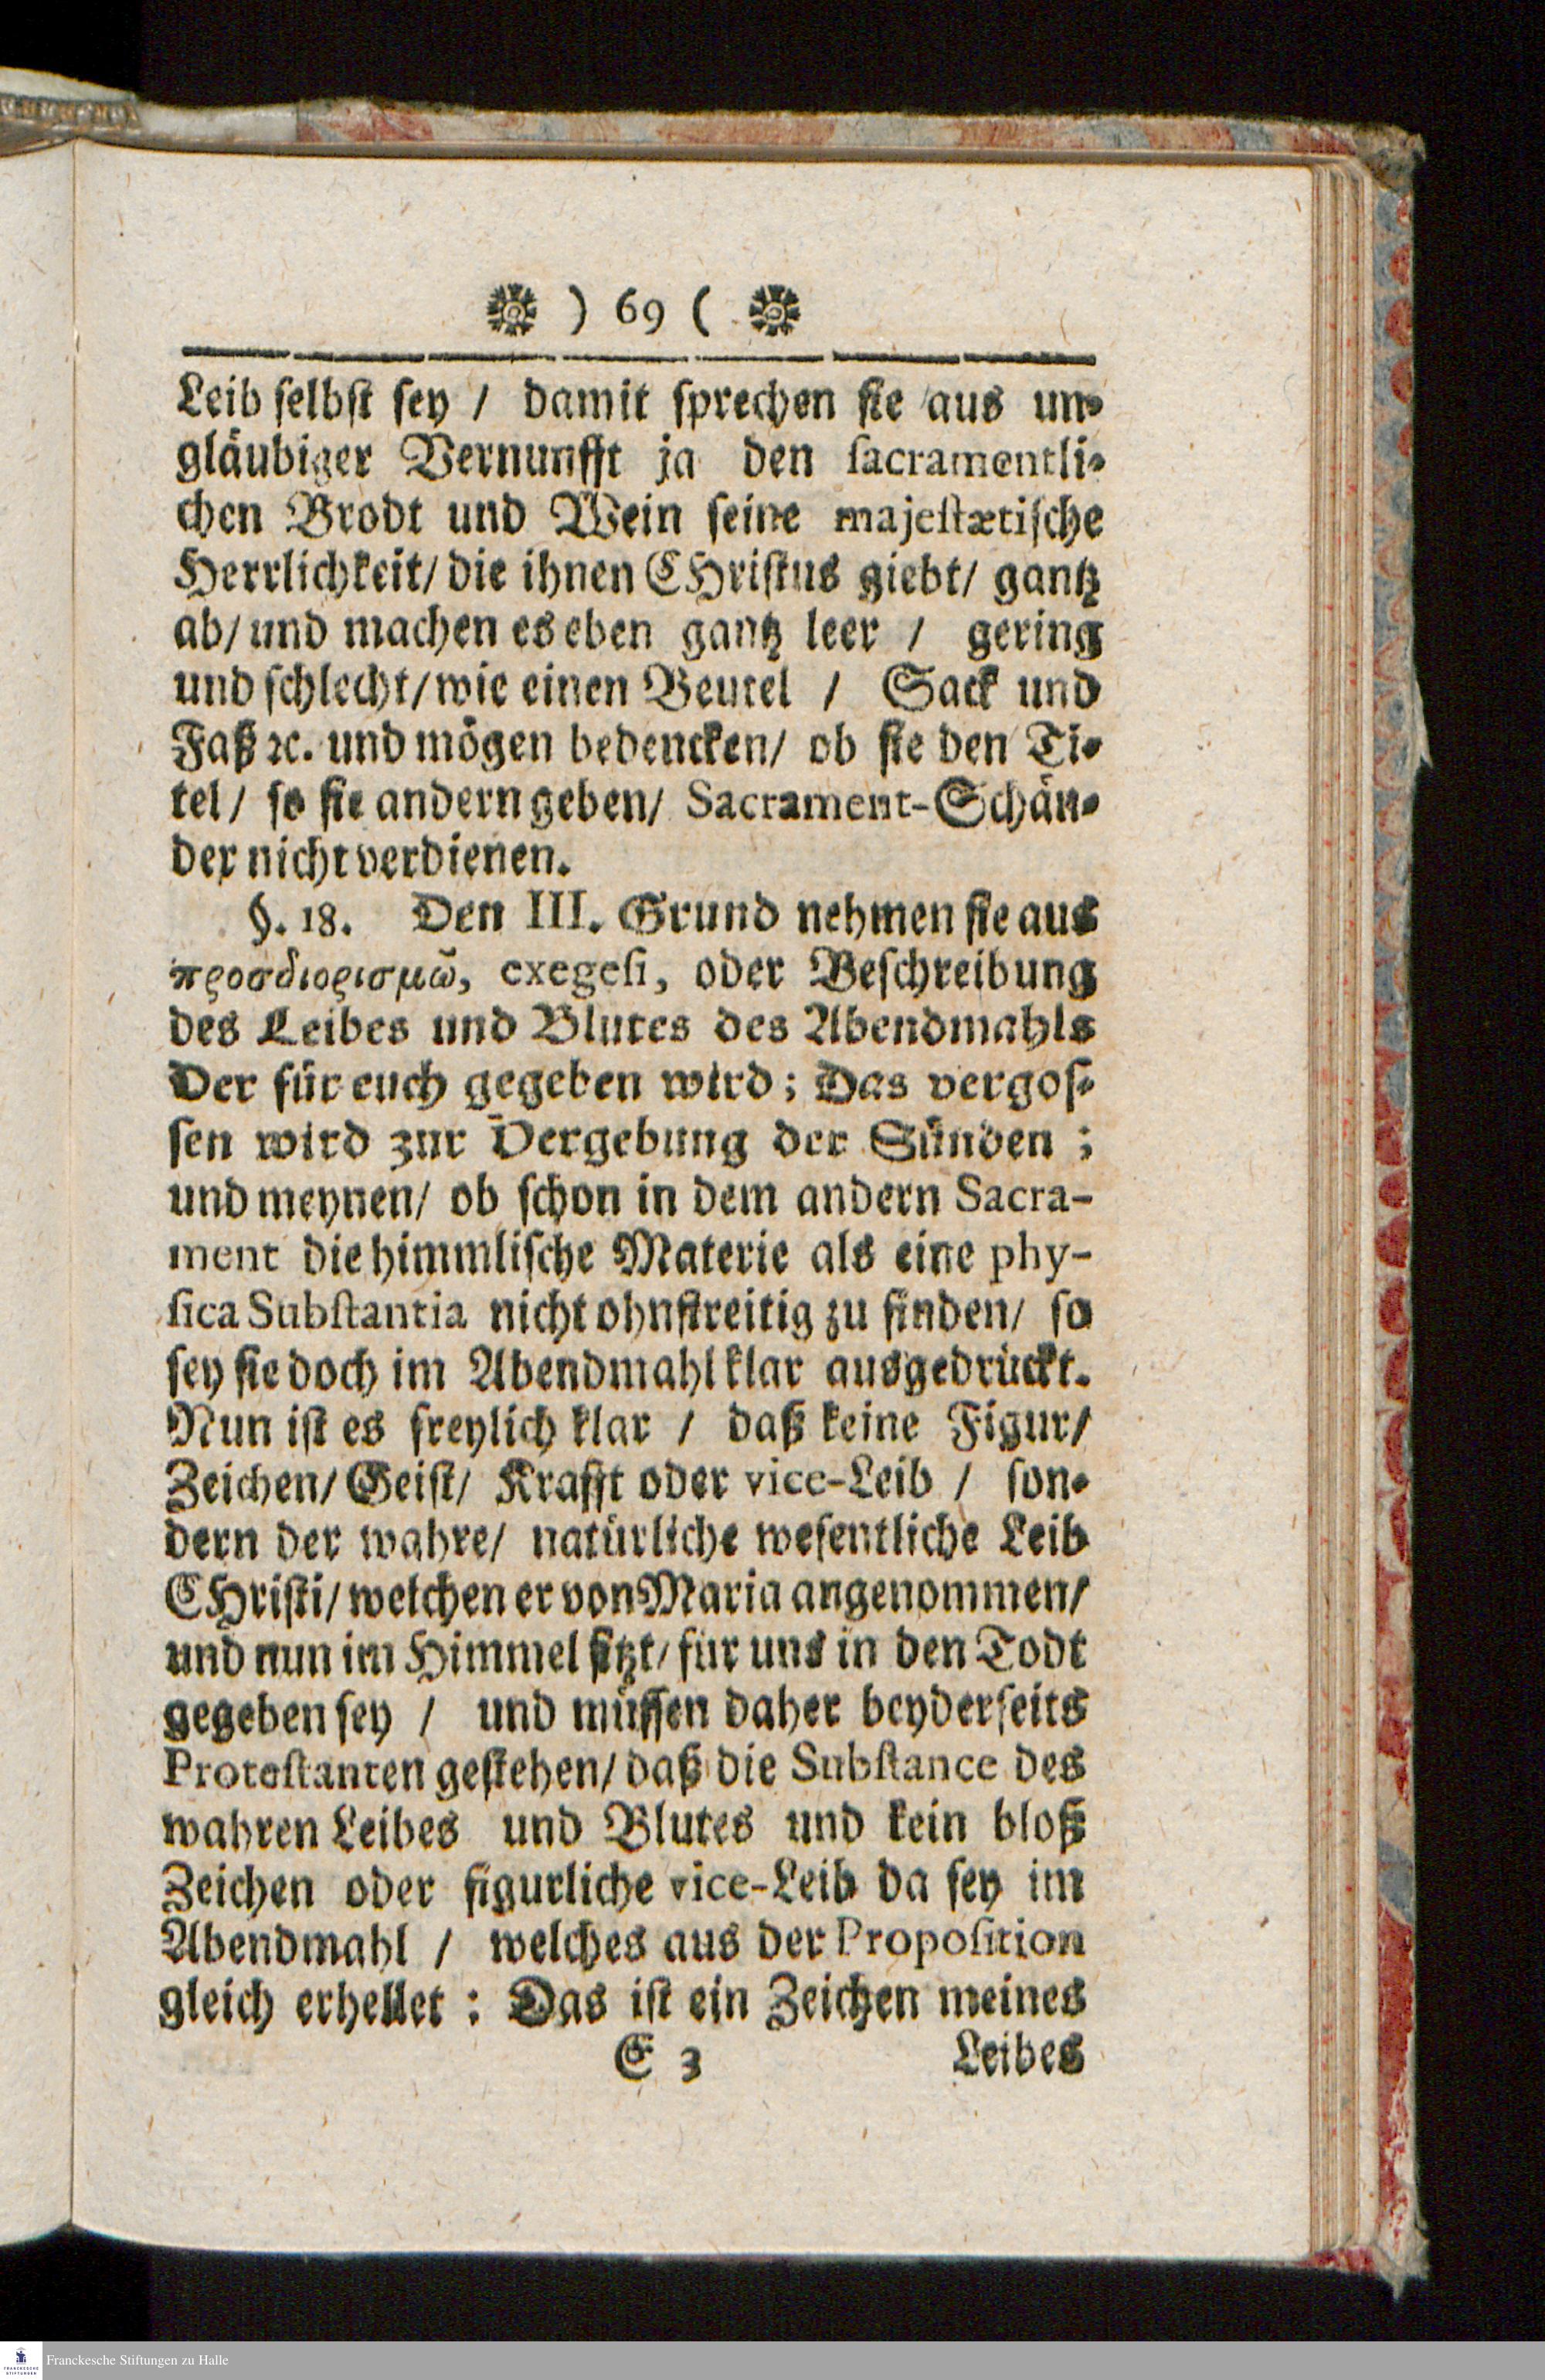 ) 69 (
Leib selbst sey / damit sprechen sie aus un-
gläubiger Vernunfft ja den sacramentli-
chen Brodt und Wein seine majestætische
Herrlichkeit/ die ihnen CHristus giebt/ gantz
ab/ und machen es eben gantz leer / gering
und schlecht/ wie einen Beutel / Sack und
Faß ꝛc. und mögen bedencken/ ob sie den Ti-
tel/ so sie andern geben/ Sacrament-Schän-
der nicht verdienen.
§. 18. Den III. Grund nehmen sie aus
προσδιορισμῶ, exegesi, oder Beschreibung
des Leibes und Blutes des Abendmahls
Der für euch gegeben wird; Das vergos-
sen wird zur Vergebung der Sünden ;
und meynen/ ob schon in dem andern Sacra-
ment die himmlische Materie als eine phy-
sica Substantia nicht ohnstreitig zu finden/ so
sey sie doch im Abendmahl klar ausgedrückt.
Nun ist es freylich klar / daß keine Figur/
Zeichen/ Geist/ Krafft oder vice-Leib / son-
dern der wahre/ natürliche wesentliche Leib
CHristi/ welchen er von Maria angenommen/
und nun im Himmel sitzt/ für uns in den Todt
gegeben sey / und müssen daher beyderseits
Protestanten gestehen/ daß die Substance des
wahren Leibes und Blutes und kein bloß
Zeichen oder figurliche vice-Leib da sey im
Abendmahl / welches aus der Proposition
gleich erhellet : Das ist ein Zeichen meines
E 3 Leibes
FRANCKESCHE STIFTUNGEN
Franckesche Stiftungen zu Halle